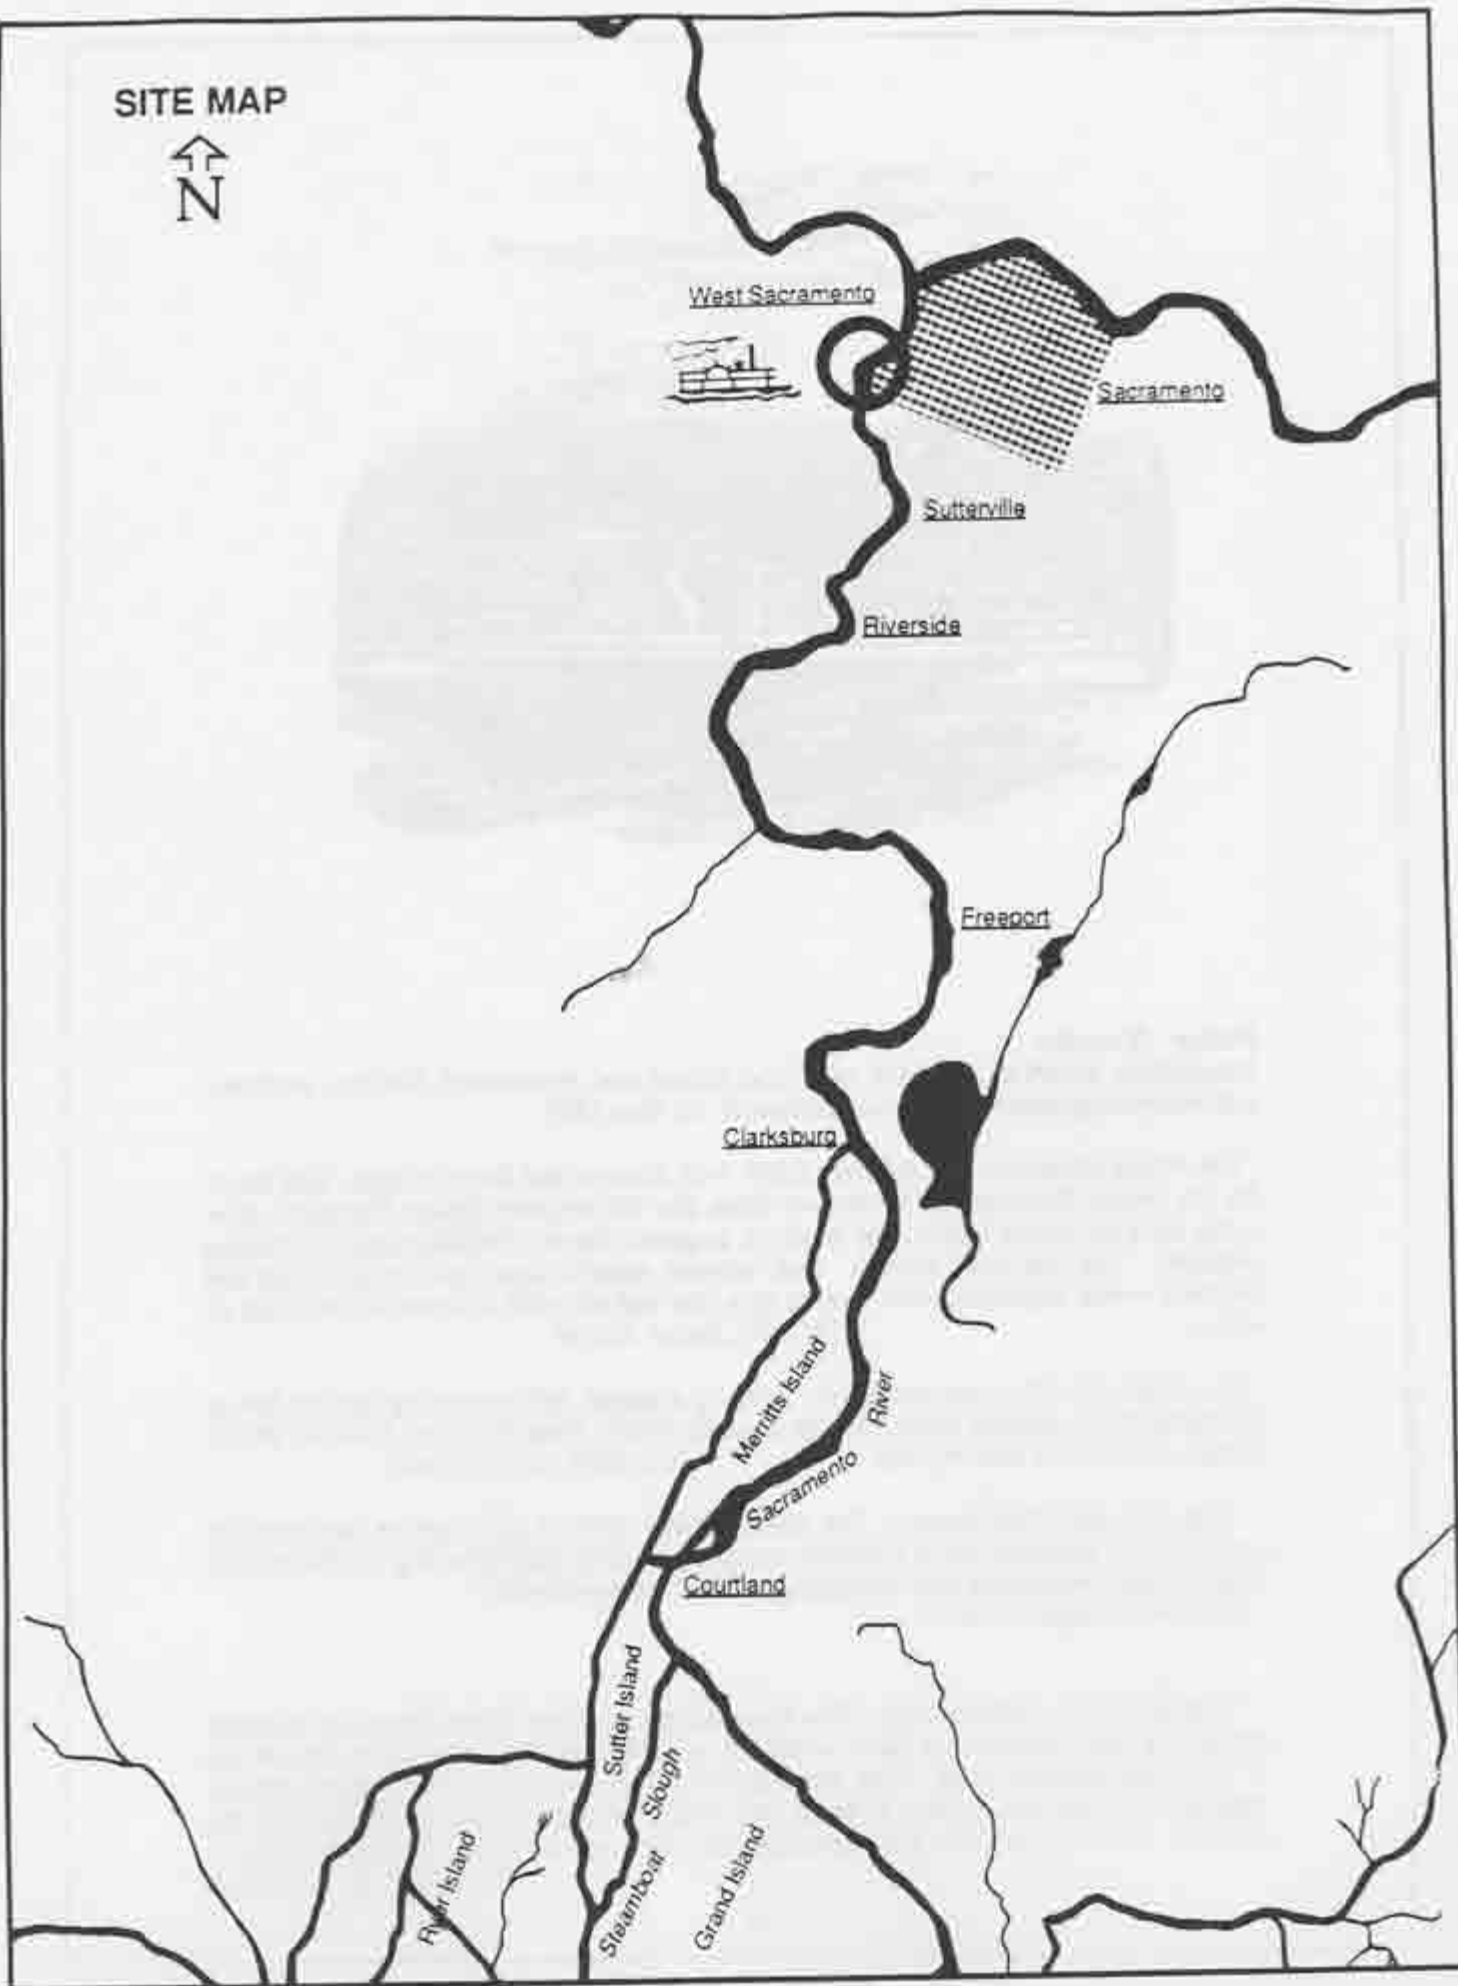 SITE MAP
N
West Sacramento
Sacramento
Sutterville
Riverside
Freeport
Clarksburg
Merritts Island
River
Sacramento
Courtland
Sutter Island
Slough
Steamboat
River Island
Grand Island